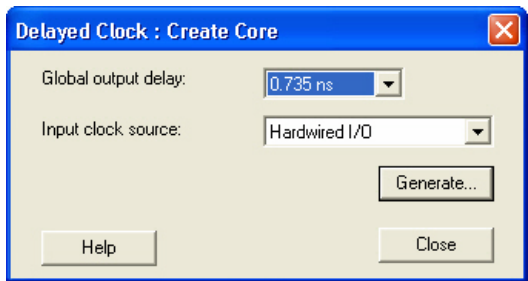 Delayed Clock : Create Core
Global output delay: 0.735 ns
Input clock source: Hardwired I/O
Generate...
Help Close